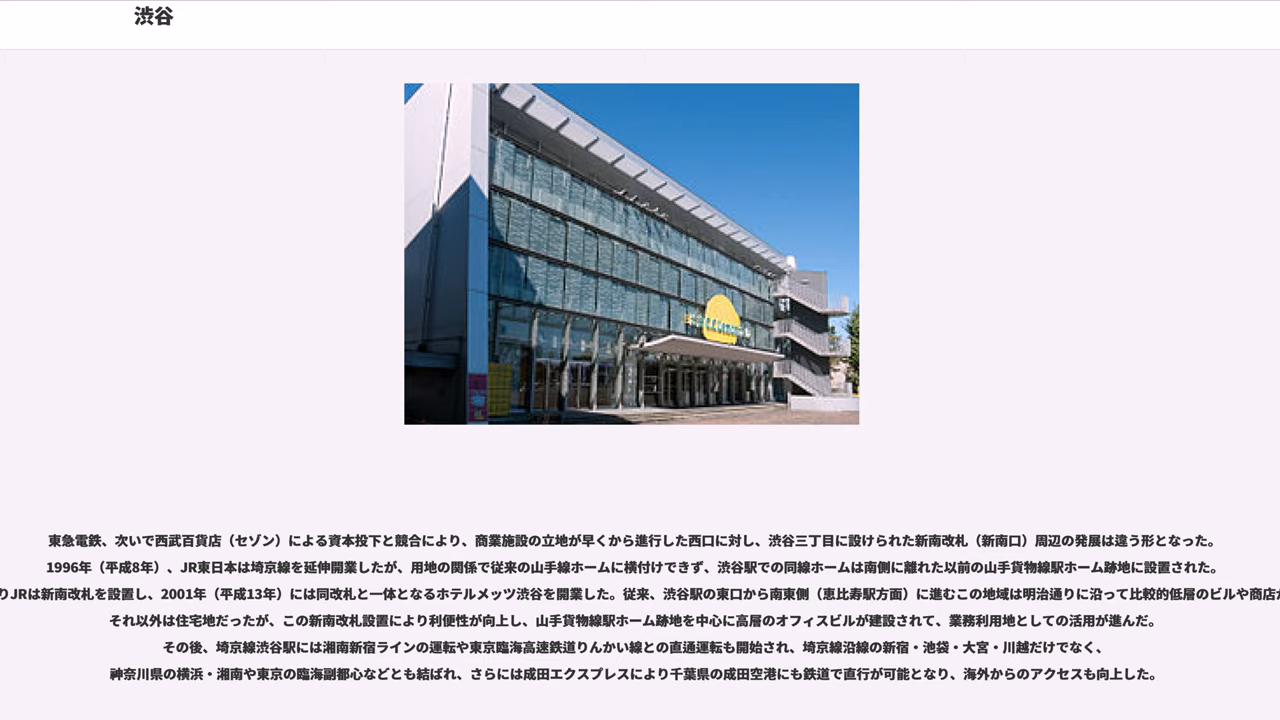 渋谷
東急電鉄、次いで西武百貨店（セゾン）による資本投下と競合により、商業施設の立地が早くから進行した西口に対し、渋谷三丁目に設けられた新南改札（新南口）周辺の発展は違う形となった。
1996年（平成8年）、JR東日本は埼京線を延伸開業したが、用地の関係で従来の山手線ホームに横付けできず、渋谷駅での同線ホームは南側に離れた以前の山手貨物線駅ホーム跡地に設置された。
りJRは新南改札を設置し、2001年（平成13年）には同改札と一体となるホテルメッツ渋谷を開業した。従来、渋谷駅の東口から南東側（恵比寿駅方面）に進むこの地域は明治通りに沿って比較的低層のビルや商店
それ以外は住宅地だったが、この新南改札設置により利便性が向上し、山手貨物線駅ホーム跡地を中心に高層のオフィスビルが建設されて、業務利用地としての活用が進んだ。
その後、埼京線渋谷駅には湘南新宿ラインの運転や東京臨海高速鉄道りんかい線との直通運転も開始され、埼京線沿線の新宿・池袋・大宮・川越だけでなく、
神奈川県の横浜・湘南や東京の臨海副都心などとも結ばれ、さらには成田エクスプレスにより千葉県の成田空港にも鉄道で直行が可能となり、海外からのアクセスも向上した。